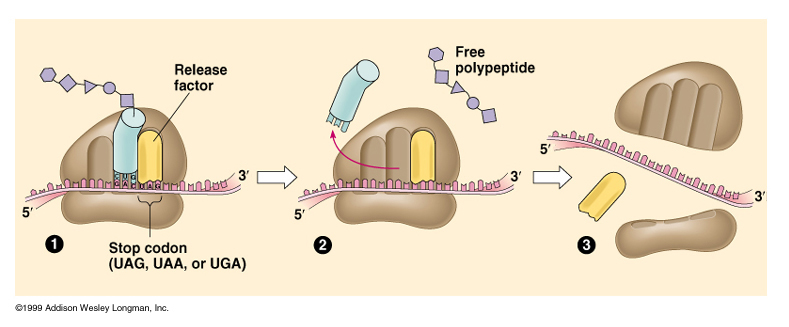 Release
factor
Free
polypeptide
3'
5'
UAG
1
Stop codon
(UAG, UAA, or UGA)
3'
5'
2
5'
3'
3
©1999 Addison Wesley Longman, Inc.